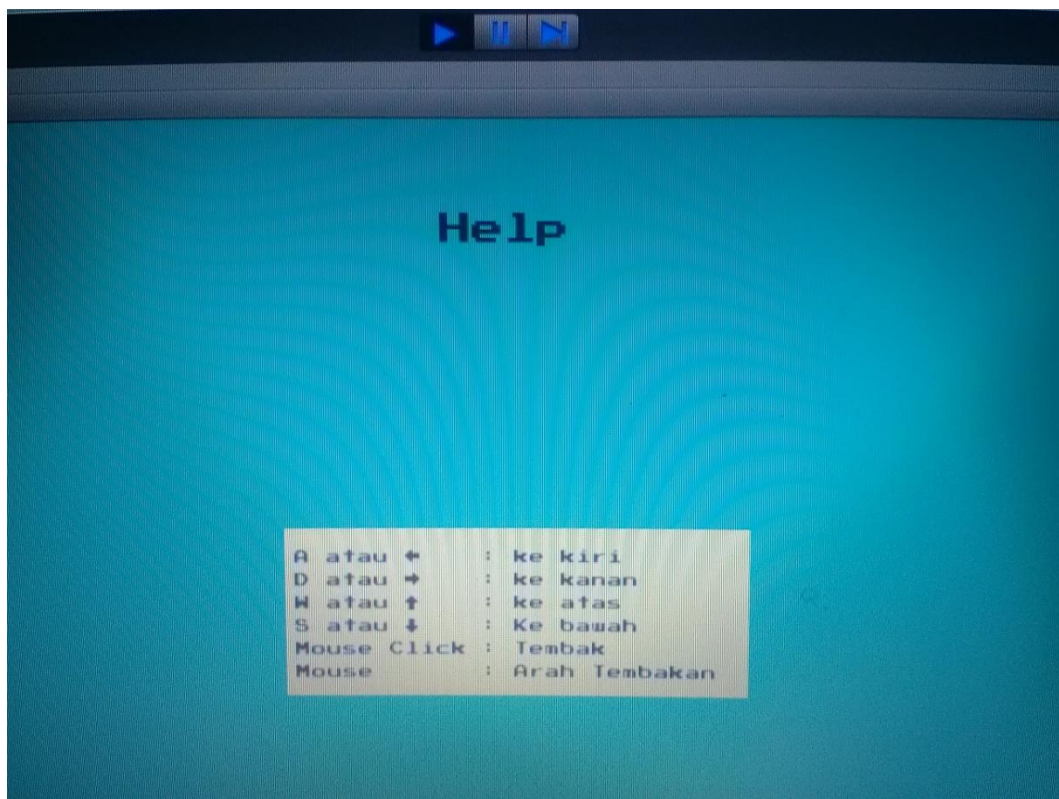 Help
A atau ← : ke kiri
D atau → : ke kanan
W atau ↑ : ke atas
S atau ↓ : Ke bawah
Mouse Click : Tembak
Mouse : Arah Tembakan